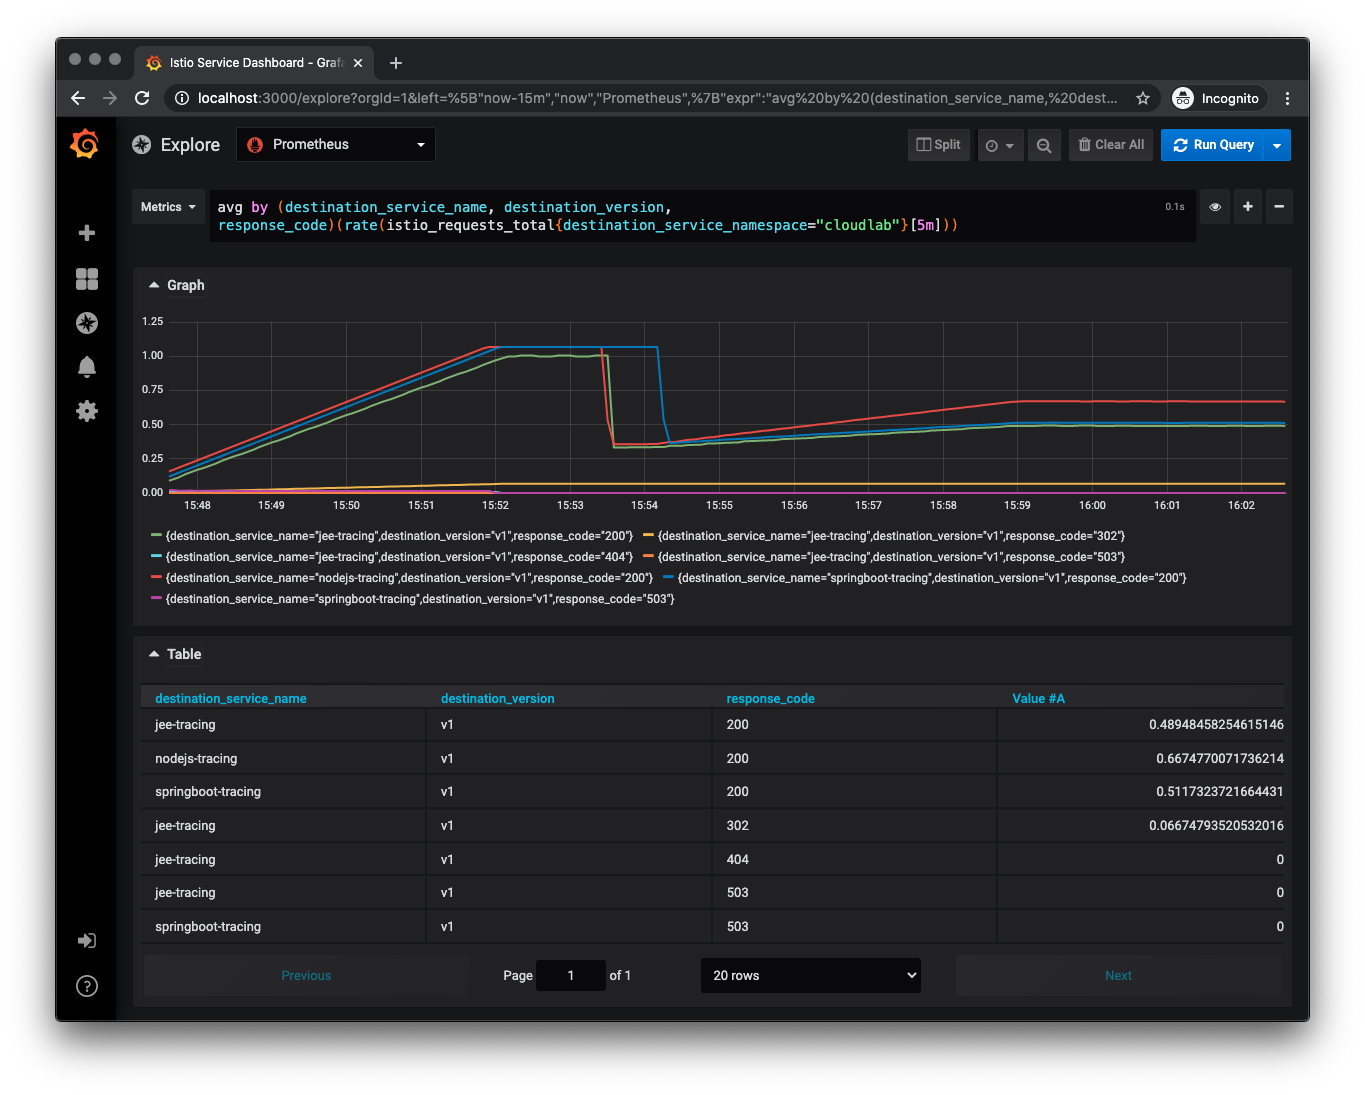 Istio Service Dashboard - Grafa
localhost:3000/explore?orgId=1&left=%5B"now-15m","now","Prometheus",%7B"expr":"avg%20by%20(destination_service_name,%20dest...
Incognito
Explore
Prometheus
Split
Clear All
Run Query
Metrics
avg by (destination_service_name, destination_version,
response_code)(rate(istio_requests_total{destination_service_namespace="cloudlab"}[5m]))
0.1s
Graph
1.25
1.00
0.75
0.50
0.25
0.00
15:48 15:49 15:50 15:51 15:52 15:53 15:54 15:55 15:56 15:57 15:58 15:59 16:00 16:01 16:02
{destination_service_name="jee-tracing",destination_version="v1",response_code="200"} {destination_service_name="jee-tracing",destination_version="v1",response_code="302"}
{destination_service_name="jee-tracing",destination_version="v1",response_code="404"} {destination_service_name="jee-tracing",destination_version="v1",response_code="503"}
{destination_service_name="nodejs-tracing",destination_version="v1",response_code="200"} {destination_service_name="springboot-tracing",destination_version="v1",response_code="200"}
{destination_service_name="springboot-tracing",destination_version="v1",response_code="503"}
Table
destination_service_name destination_version response_code Value #A
jee-tracing v1 200 0.48948458254615146
nodejs-tracing v1 200 0.6674770071736214
springboot-tracing v1 200 0.5117323721664431
jee-tracing v1 302 0.06674793520532016
jee-tracing v1 404 0
jee-tracing v1 503 0
springboot-tracing v1 503 0
Previous Page 1 of 1 20 rows Next